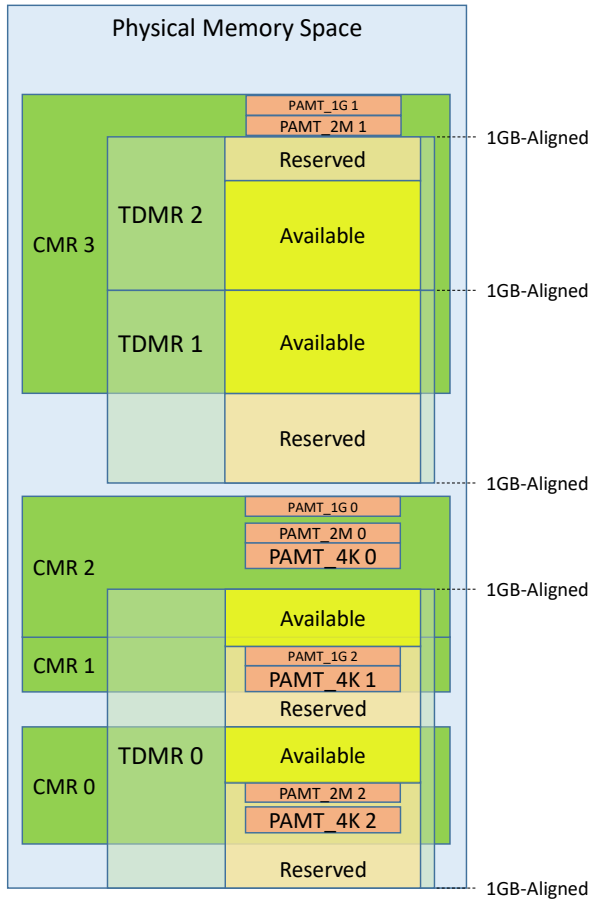 Physical Memory Space
PAMT_1G 1
PAMT_2M 1
1GB-Aligned
Reserved
TDMR 2
Available
CMR 3
1GB-Aligned
TDMR 1
Available
Reserved
1GB-Aligned
PAMT_1G 0
PAMT_2M 0
PAMT_4K 0
CMR 2
1GB-Aligned
Available
PAMT_1G 2
CMR 1
PAMT_4K 1
Reserved
TDMR 0
Available
CMR 0
PAMT_2M 2
PAMT_4K 2
Reserved
1GB-Aligned